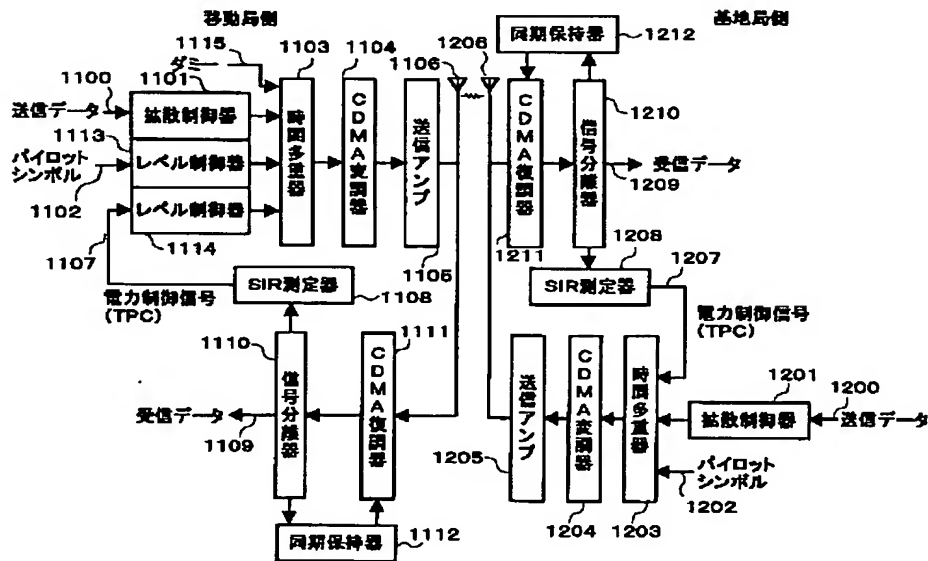 移動局側
基地局側
1115
1103
1104
1106
1206
同期保持器
1212
ダミー
1100
1101
送信データ
拡散制御器
1113
パイロット
シンボル
レベル制御器
1102
レベル制御器
1107
1114
時間多重器
CDMA変調器
送信アンプ
1105
CDMA復調器
1211
信号分離器
1210
受信データ
1209
1208
1207
SIR測定器
1108
電力制御信号
(TPC)
SIR測定器
電力制御信号
(TPC)
1110
信号分離器
1111
CDMA復調器
受信データ
1109
同期保持器
1112
送信アンプ
1205
CDMA変調器
1204
時間多重器
1203
1201
1200
拡散制御器
送信データ
パイロット
シンボル
1202